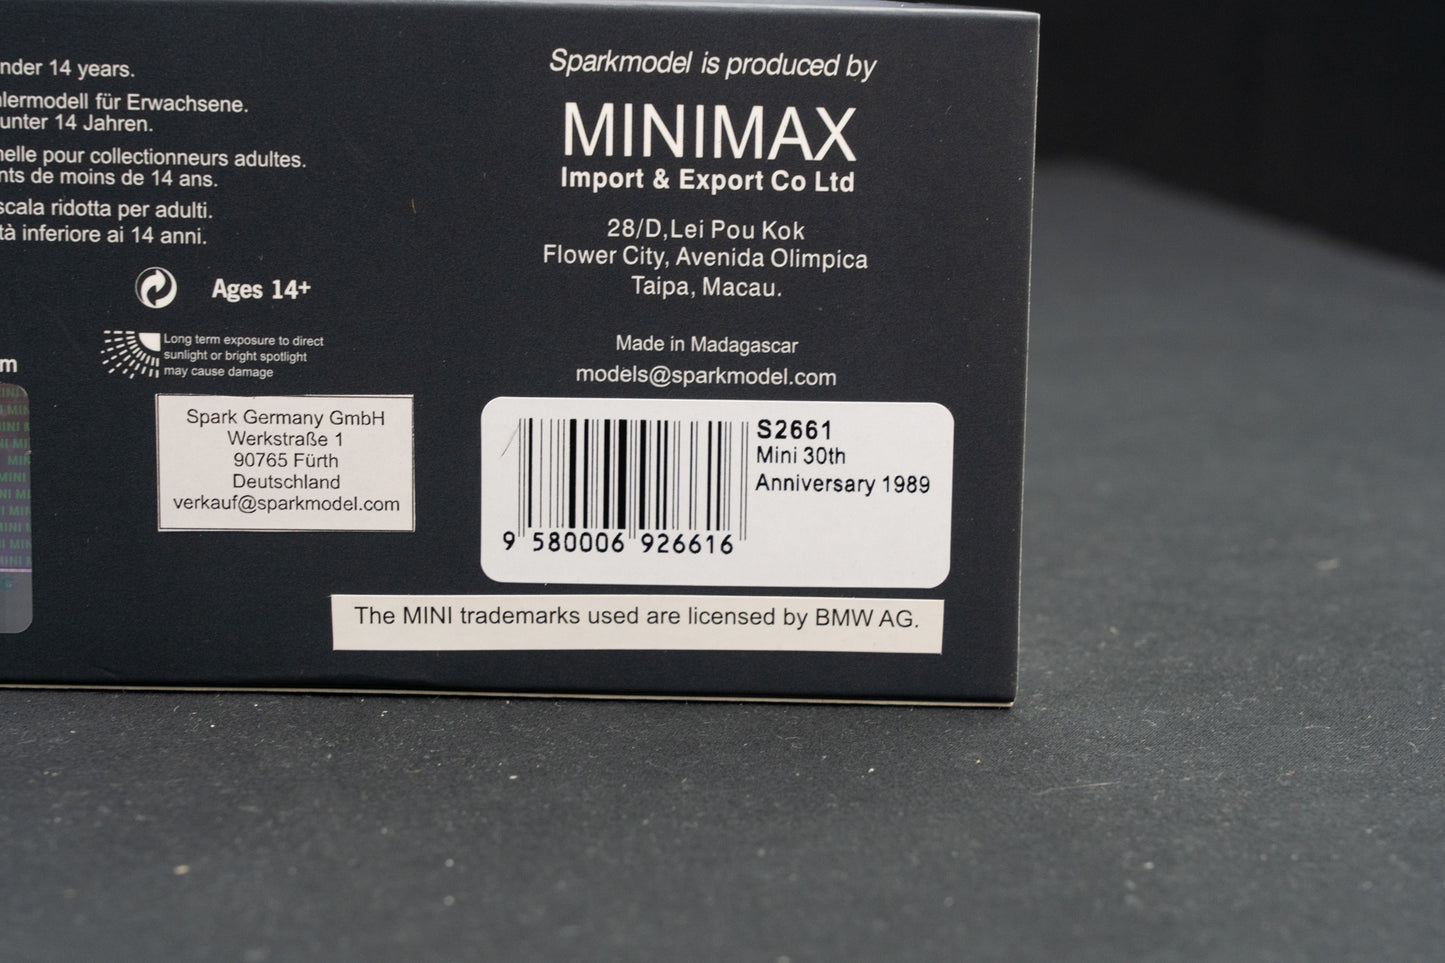 nder 14 years.
lermodell für Erwachsene.
unter 14 Jahren.
elle pour collectionneurs adultes.
nts de moins de 14 ans.
scala ridotta per adulti.
tà inferiore ai 14 anni.
Ages 14+
Long term exposure to direct
sunlight or bright spotlight
may cause damage
m
Spark Germany GmbH
Werkstraße 1
90765 Fürth
Deutschland
verkauf@sparkmodel.com
Sparkmodel is produced by
MINIMAX
Import & Export Co Ltd
28/D,Lei Pou Kok
Flower City, Avenida Olimpica
Taipa, Macau.
Made in Madagascar
models@sparkmodel.com
S2661
Mini 30th
Anniversary 1989
9 580006 926616
The MINI trademarks used are licensed by BMW AG.